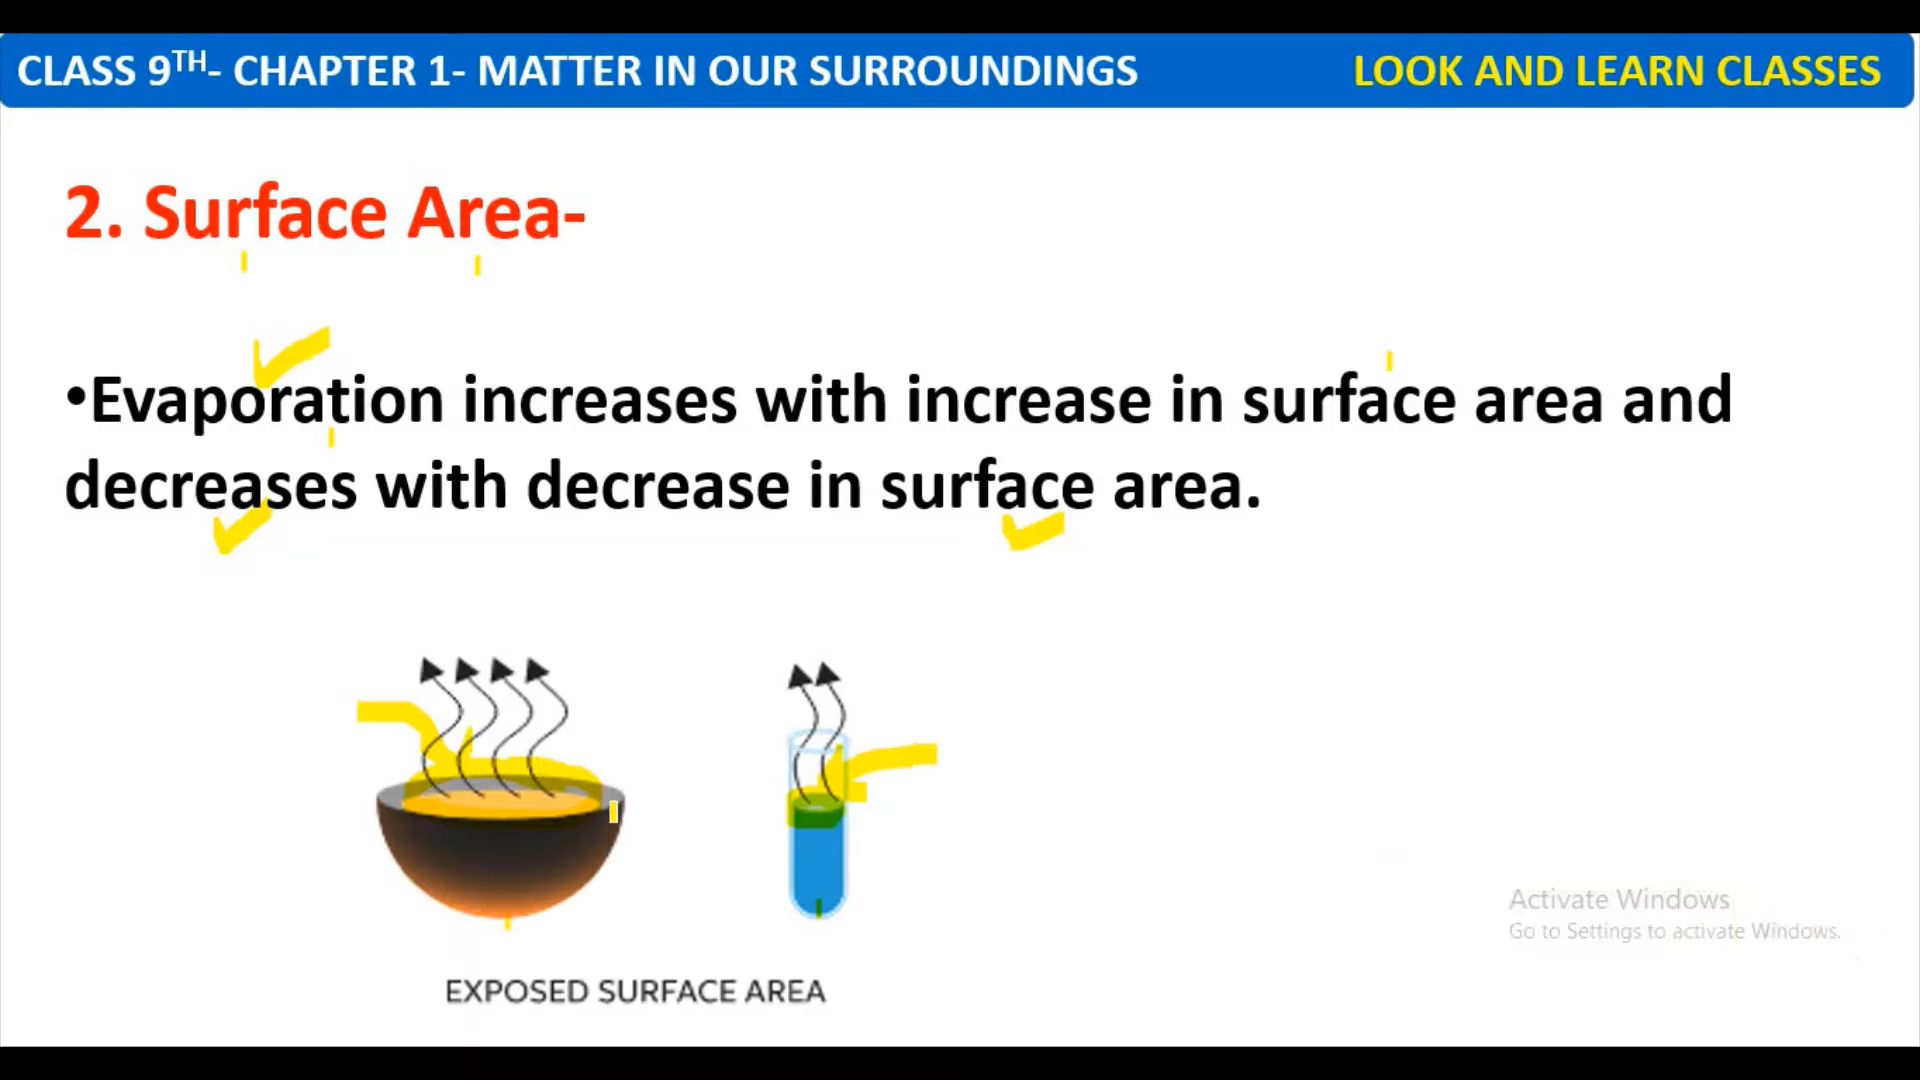 CLASS 9TH- CHAPTER 1- MATTER IN OUR SURROUNDINGS
LOOK AND LEARN CLASSES
2. Surface Area-
•Evaporation increases with increase in surface area and
decreases with decrease in surface area.
EXPOSED SURFACE AREA
Activate Windows
Go to Settings to activate Windows.